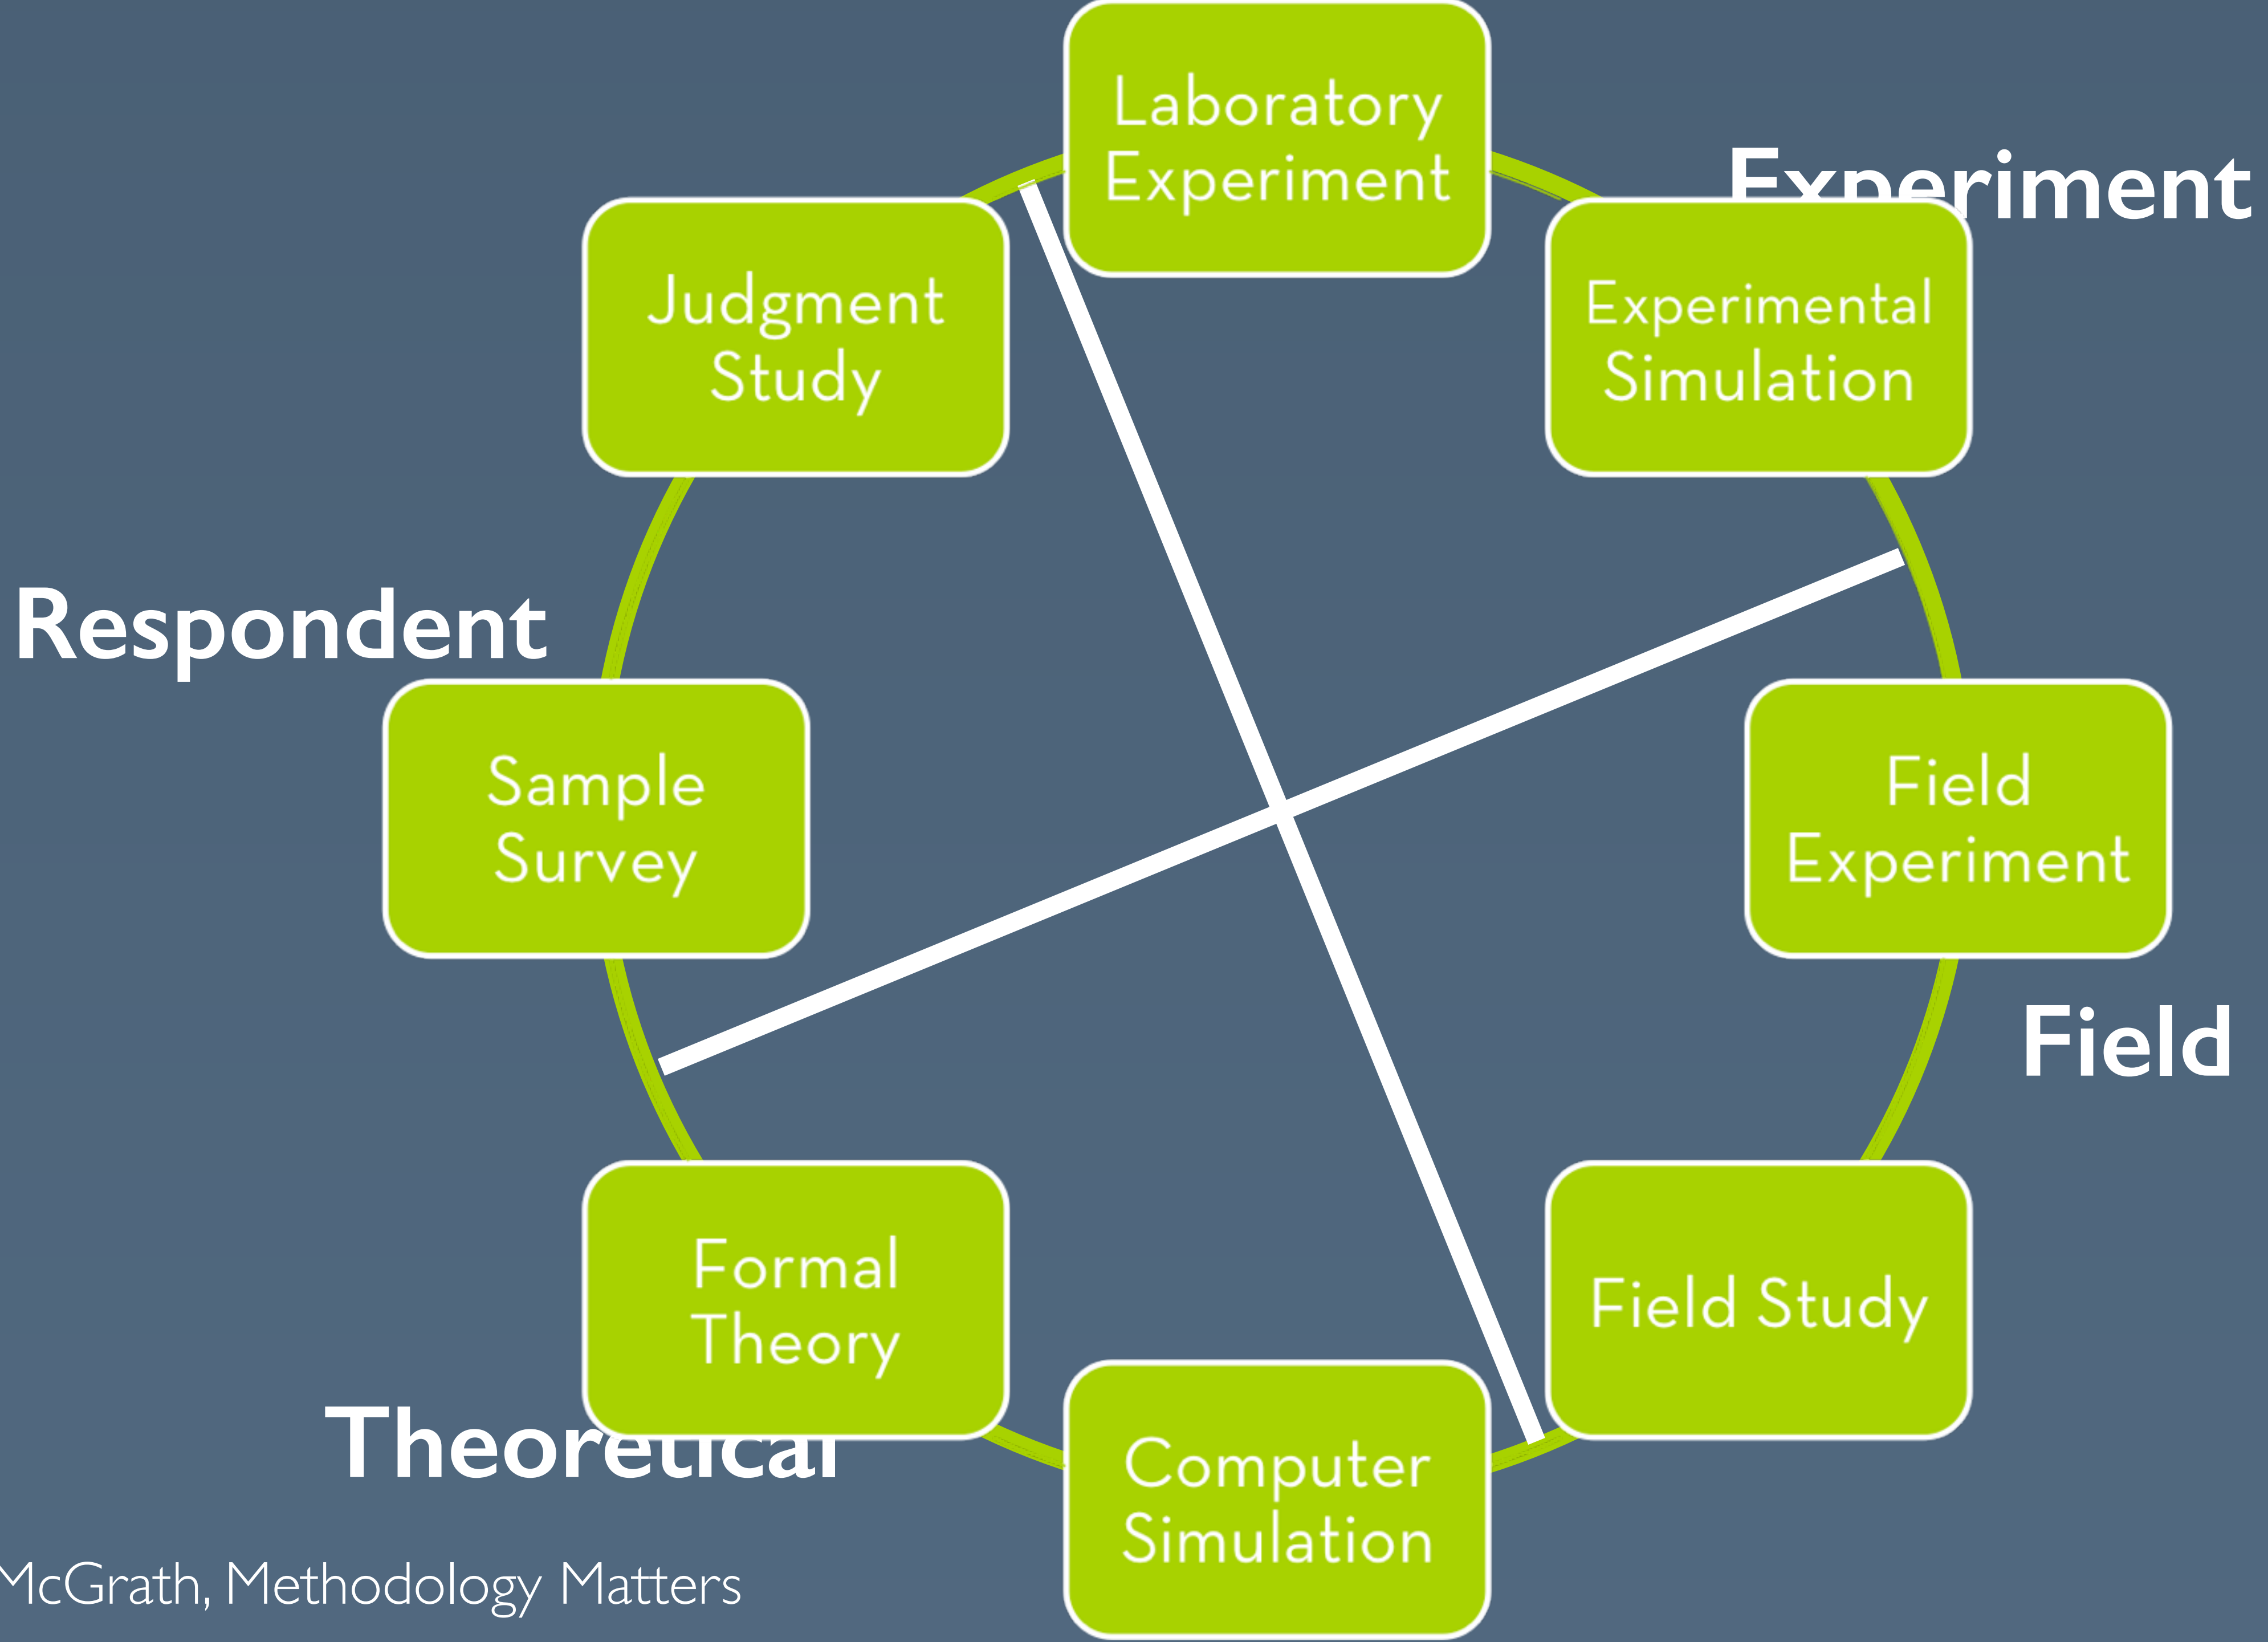 Laboratory
Experiment
Experiment
Judgment
Study
Experimental
Simulation
Respondent
Sample
Survey
Field
Experiment
Field
Formal
Theory
Field Study
Theoretical
Computer
Simulation
McGrath, Methodology Matters